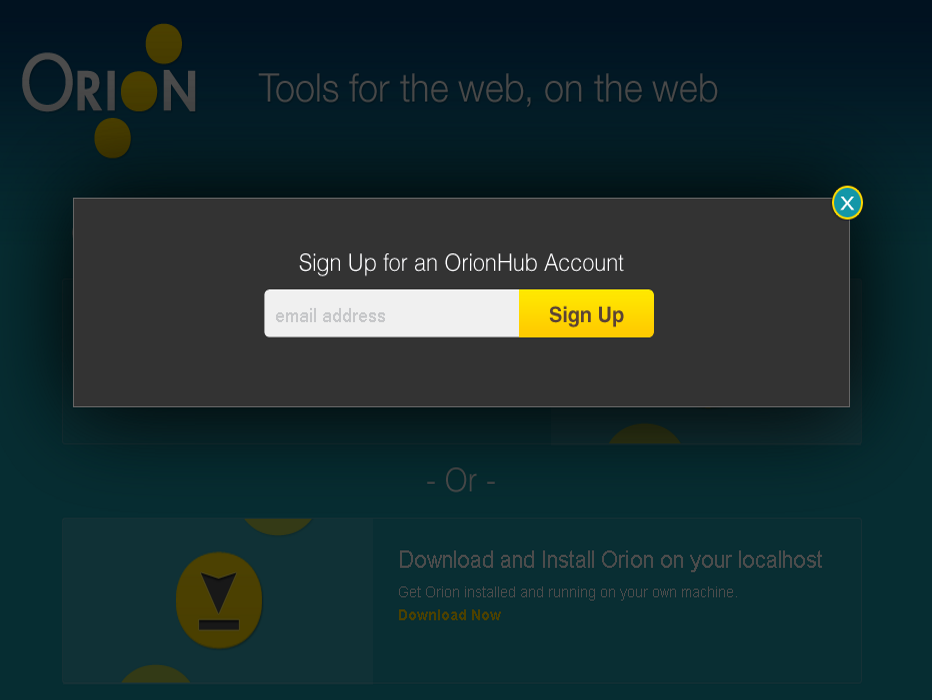 ORION
Tools for the web, on the web
X
Sign Up for an OrionHub Account
email address
Sign Up
- Or -
Download and Install Orion on your localhost
Get Orion installed and running on your own machine.
Download Now